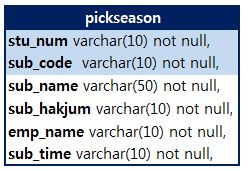 pickseason
stu_num varchar(10) not null,
sub_code varchar(10) not null,
sub_name varchar(50) not null,
sub_hakjum varchar(10) not null,
emp_name varchar(10) not null,
sub_time varchar(10) not null,